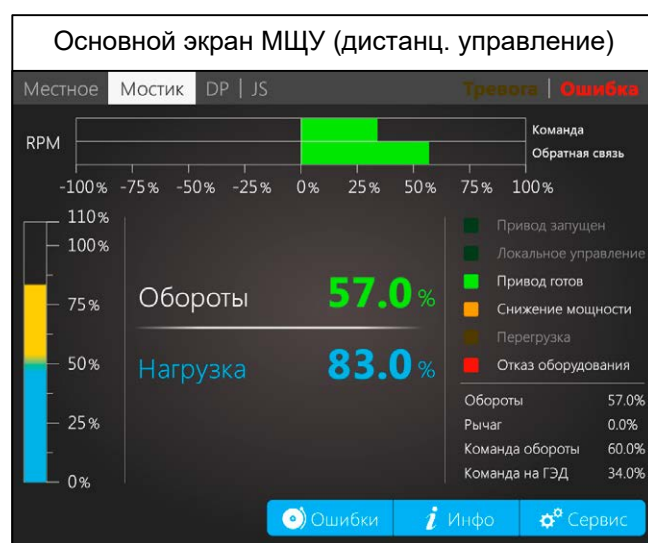 Основной экран МЩУ (дистанц. управление)
Местное Мостик DP | JS Тревога | Ошибка
RPM
Команда
Обратная связь
-100% -75% -50% -25% 0% 25% 50% 75% 100%
110%
100%
75%
50%
25%
0%
Обороты 57.0%
Нагрузка 83.0%
Привод запущен
Локальное управление
Привод готов
Снижение мощности
Перегрузка
Отказ оборудования
Обороты 57.0%
Рычаг 0.0%
Команда обороты 60.0%
Команда на ГЭД 34.0%
Ошибки i Инфо Сервис